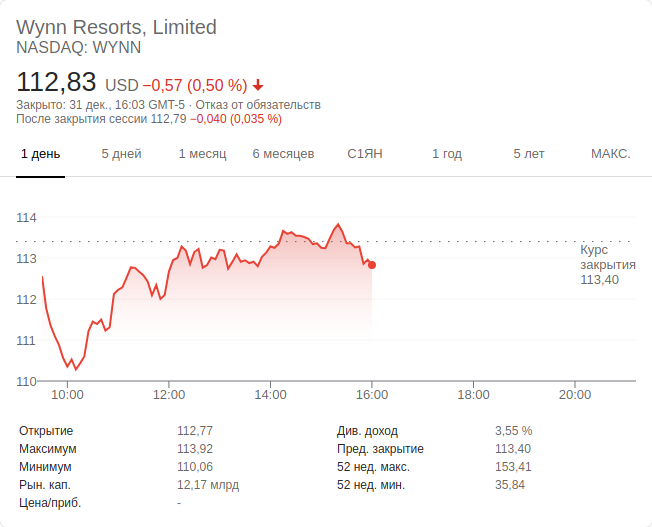 Wynn Resorts, Limited
NASDAQ: WYNN
112,83 USD −0,57 (0,50 %)
Закрыто: 31 дек., 16:03 GMT-5 · Отказ от обязательств
После закрытия сессии 112,79 −0,040 (0,035 %)
1 день 5 дней 1 месяц 6 месяцев С1ЯН 1 год 5 лет МАКС.
114
113
112
111
110
Курс
закрытия
113,40
10:00 12:00 14:00 16:00 18:00 20:00
Открытие 112,77 Див. доход 3,55 %
Максимум 113,92 Пред. закрытие 113,40
Минимум 110,06 52 нед. макс. 153,41
Рын. кап. 12,17 млрд 52 нед. мин. 35,84
Цена/приб. -